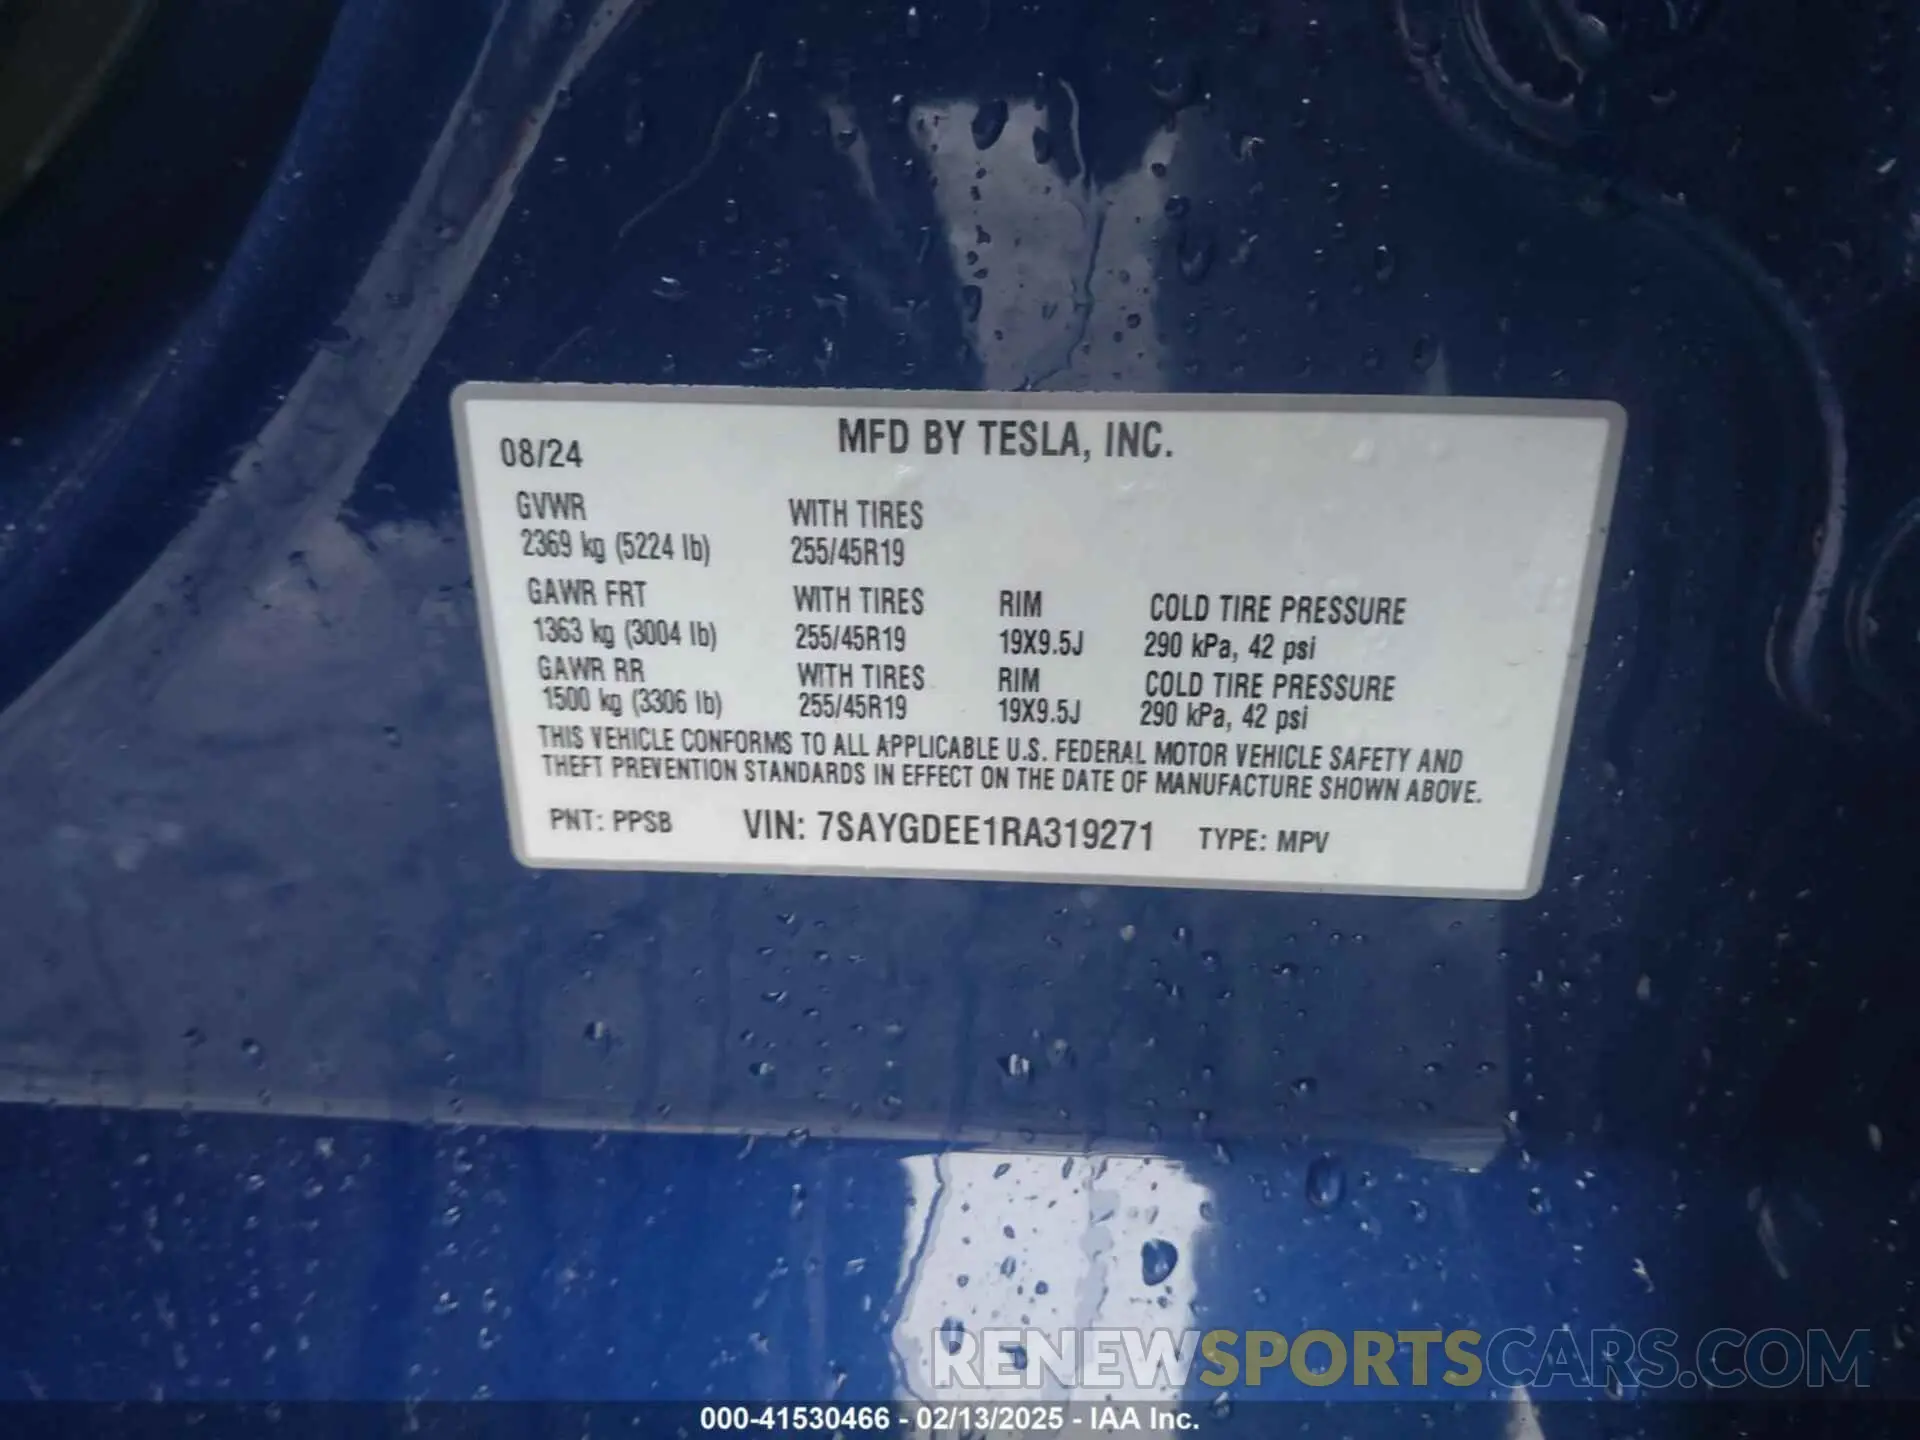 08/24 MFD BY TESLA, INC.
GVWR WITH TIRES
2369 kg (5224 lb) 255/45R19
GAWR FRT WITH TIRES RIM COLD TIRE PRESSURE
1363 kg (3004 lb) 255/45R19 19X9.5J 290 kPa, 42 psi
GAWR RR WITH TIRES RIM COLD TIRE PRESSURE
1500 kg (3306 lb) 255/45R19 19X9.5J 290 kPa, 42 psi
THIS VEHICLE CONFORMS TO ALL APPLICABLE U.S. FEDERAL MOTOR VEHICLE SAFETY AND
THEFT PREVENTION STANDARDS IN EFFECT ON THE DATE OF MANUFACTURE SHOWN ABOVE.
PNT: PPSB VIN: 7SAYGDEE1RA319271 TYPE: MPV
RENEWSPORTSCARS.COM
000-41530466 - 02/13/2025 - IAA Inc.